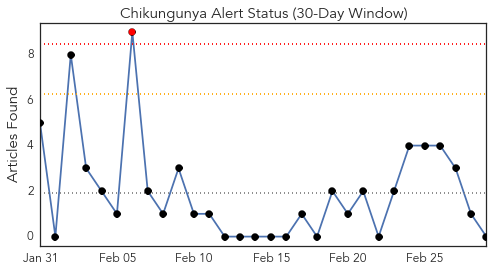 Chikungunya Alert Status (30-Day Window)
Articles Found
8
6
4
2
0
Jan 31 Feb 05 Feb 10 Feb 15 Feb 20 Feb 25